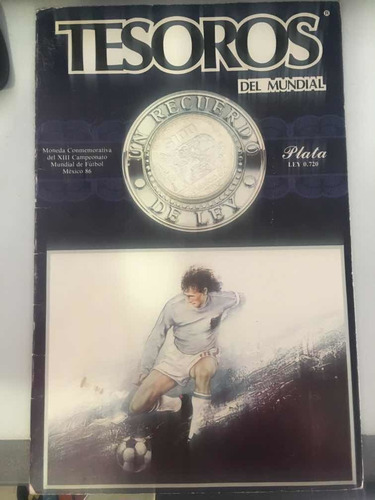 TESOROS®
DEL MUNDIAL
UN RECUERDO
DE LEY
Moneda Conmemorativa
del XIII Campeonato
Mundial de Fútbol
México 86
Plata
LEY 0.720